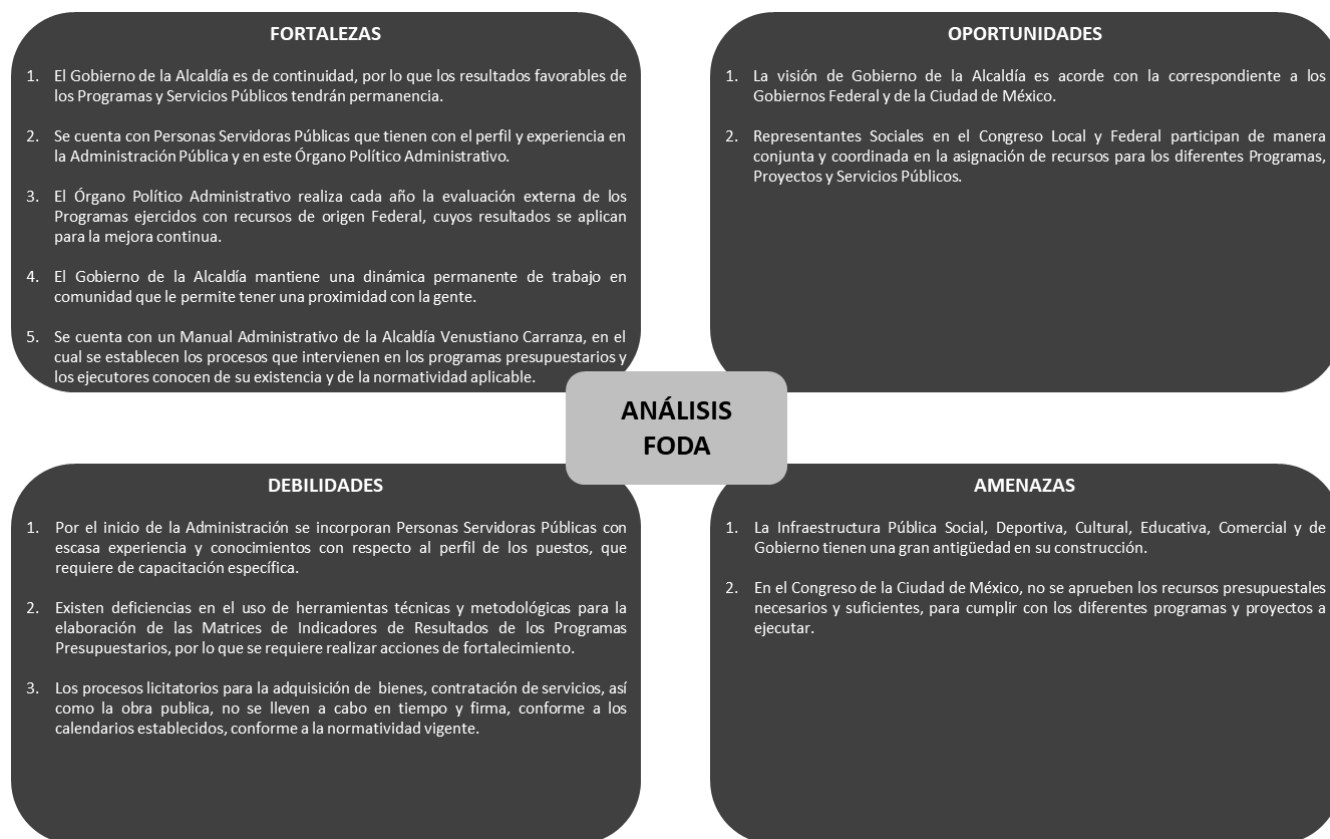 FORTALEZAS
1. El Gobierno de la Alcaldía es de continuidad, por lo que los resultados favorables de
los Programas y Servicios Públicos tendrán permanencia.
2. Se cuenta con Personas Servidoras Públicas que tienen con el perfil y experiencia en
la Administración Pública y en este Órgano Político Administrativo.
3. El Órgano Político Administrativo realiza cada año la evaluación externa de los
Programas ejercidos con recursos de origen Federal, cuyos resultados se aplican
para la mejora continua.
4. El Gobierno de la Alcaldía mantiene una dinámica permanente de trabajo en
comunidad que le permite tener una proximidad con la gente.
5. Se cuenta con un Manual Administrativo de la Alcaldía Venustiano Carranza, en el
cual se establecen los procesos que intervienen en los programas presupuestarios y
los ejecutores conocen de su existencia y de la normatividad aplicable.
OPORTUNIDADES
1. La visión de Gobierno de la Alcaldía es acorde con la correspondiente a los
Gobiernos Federal y de la Ciudad de México.
2. Representantes Sociales en el Congreso Local y Federal participan de manera
conjunta y coordinada en la asignación de recursos para los diferentes Programas,
Proyectos y Servicios Públicos.
ANÁLISIS
FODA
DEBILIDADES
1. Por el inicio de la Administración se incorporan Personas Servidoras Públicas con
escasa experiencia y conocimientos con respecto al perfil de los puestos, que
requiere de capacitación específica.
2. Existen deficiencias en el uso de herramientas técnicas y metodológicas para la
elaboración de las Matrices de Indicadores de Resultados de los Programas
Presupuestarios, por lo que se requiere realizar acciones de fortalecimiento.
3. Los procesos licitatorios para la adquisición de bienes, contratación de servicios, así
como la obra publica, no se lleven a cabo en tiempo y firma, conforme a los
calendarios establecidos, conforme a la normatividad vigente.
AMENAZAS
1. La Infraestructura Pública Social, Deportiva, Cultural, Educativa, Comercial y de
Gobierno tienen una gran antigüedad en su construcción.
2. En el Congreso de la Ciudad de México, no se aprueben los recursos presupuestales
necesarios y suficientes, para cumplir con los diferentes programas y proyectos a
ejecutar.